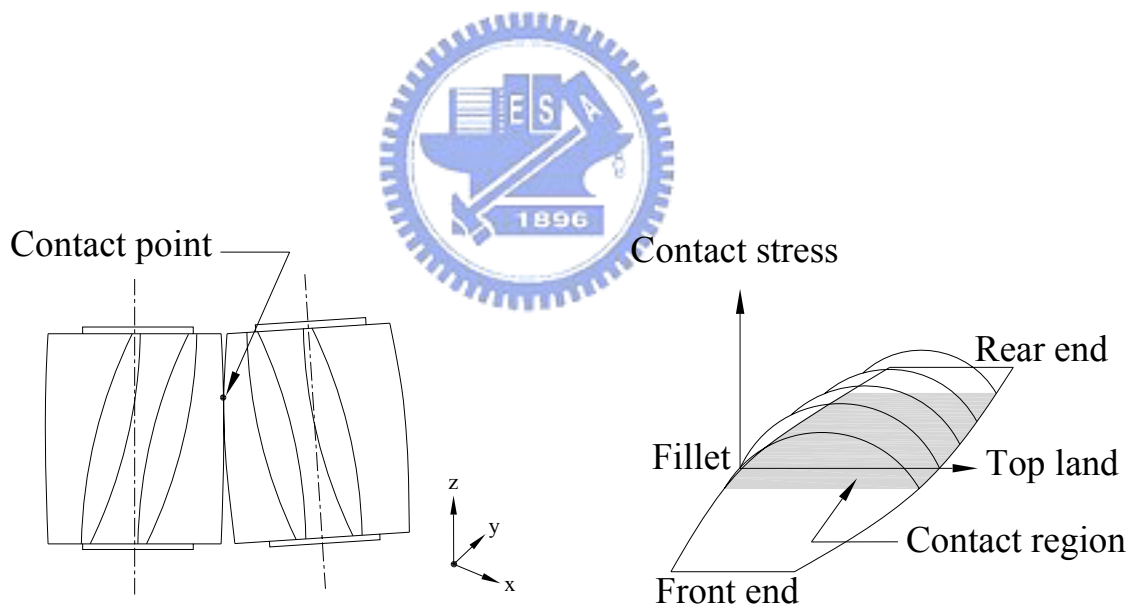 E S A
1896
Contact point
Contact stress
Rear end
Fillet
Top land
z
y
x
Contact region
Front end